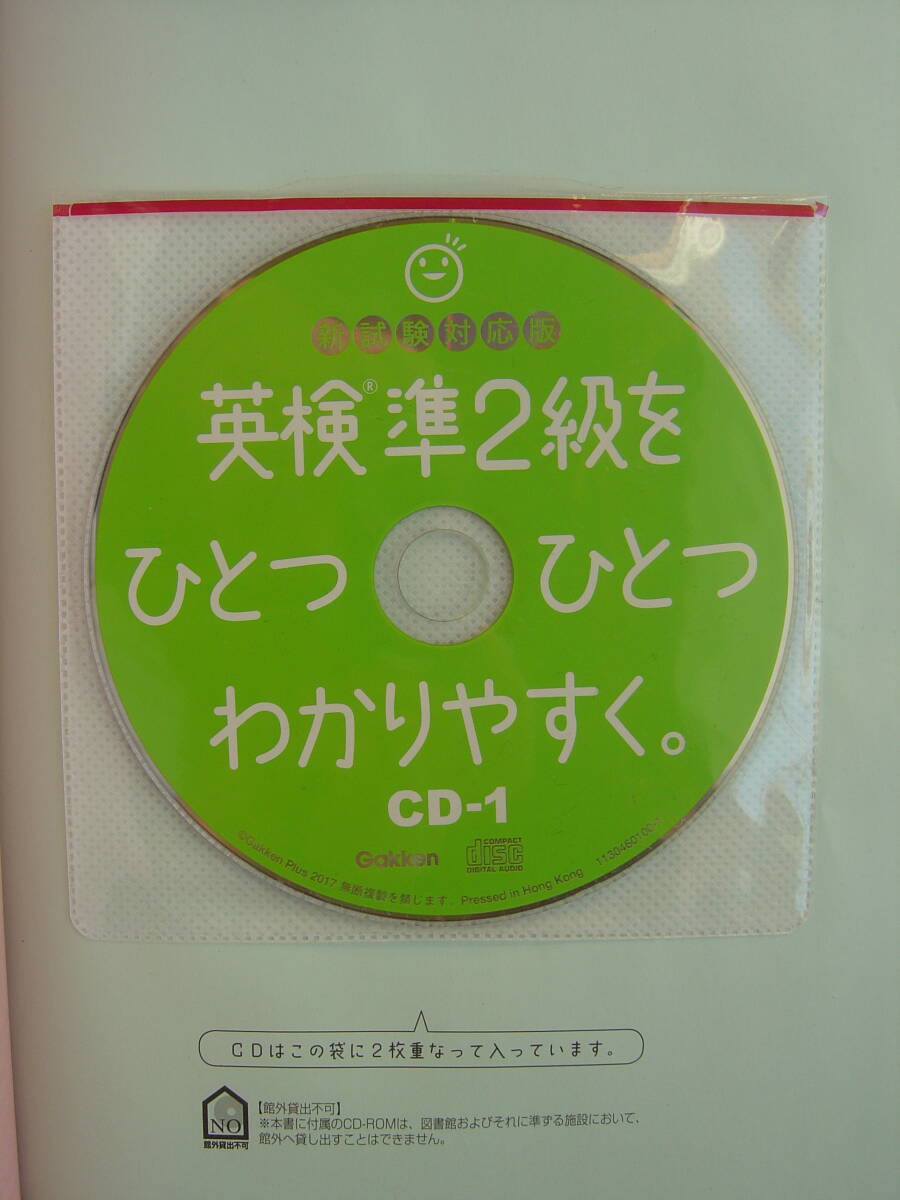 新試験対応版
英検®準2級を
ひとつ ひとつ
わかりやすく。
CD-1
Gakken
COMPACT
disc
DIGITAL AUDIO
©Gakken Plus 2017 無断複製を禁じます。Pressed in Hong Kong
CDはこの袋に2枚重なって入っています。
NO
館外貸出不可
【館外貸出不可】
※本書に付属のCD-ROMは、図書館およびそれに準ずる施設において、
館外へ貸し出すことはできません。